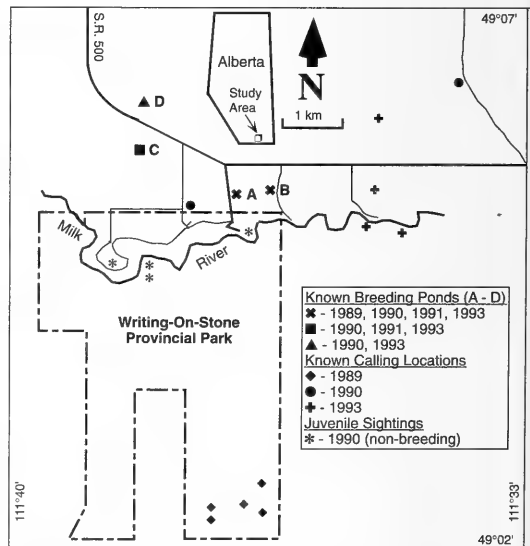 49°07'
S.R. 500
Alberta
Study
Area
N
1 km
D
C
A
B
Milk
River
Writing-On-Stone
Provincial Park
Known Breeding Ponds (A - D)
✖ - 1989, 1990, 1991, 1993
■ - 1990, 1991, 1993
▲ - 1990, 1993
Known Calling Locations
◆ - 1989
● - 1990
✚ - 1993
Juvenile Sightings
* - 1990 (non-breeding)
111°40'
111°33'
49°02'